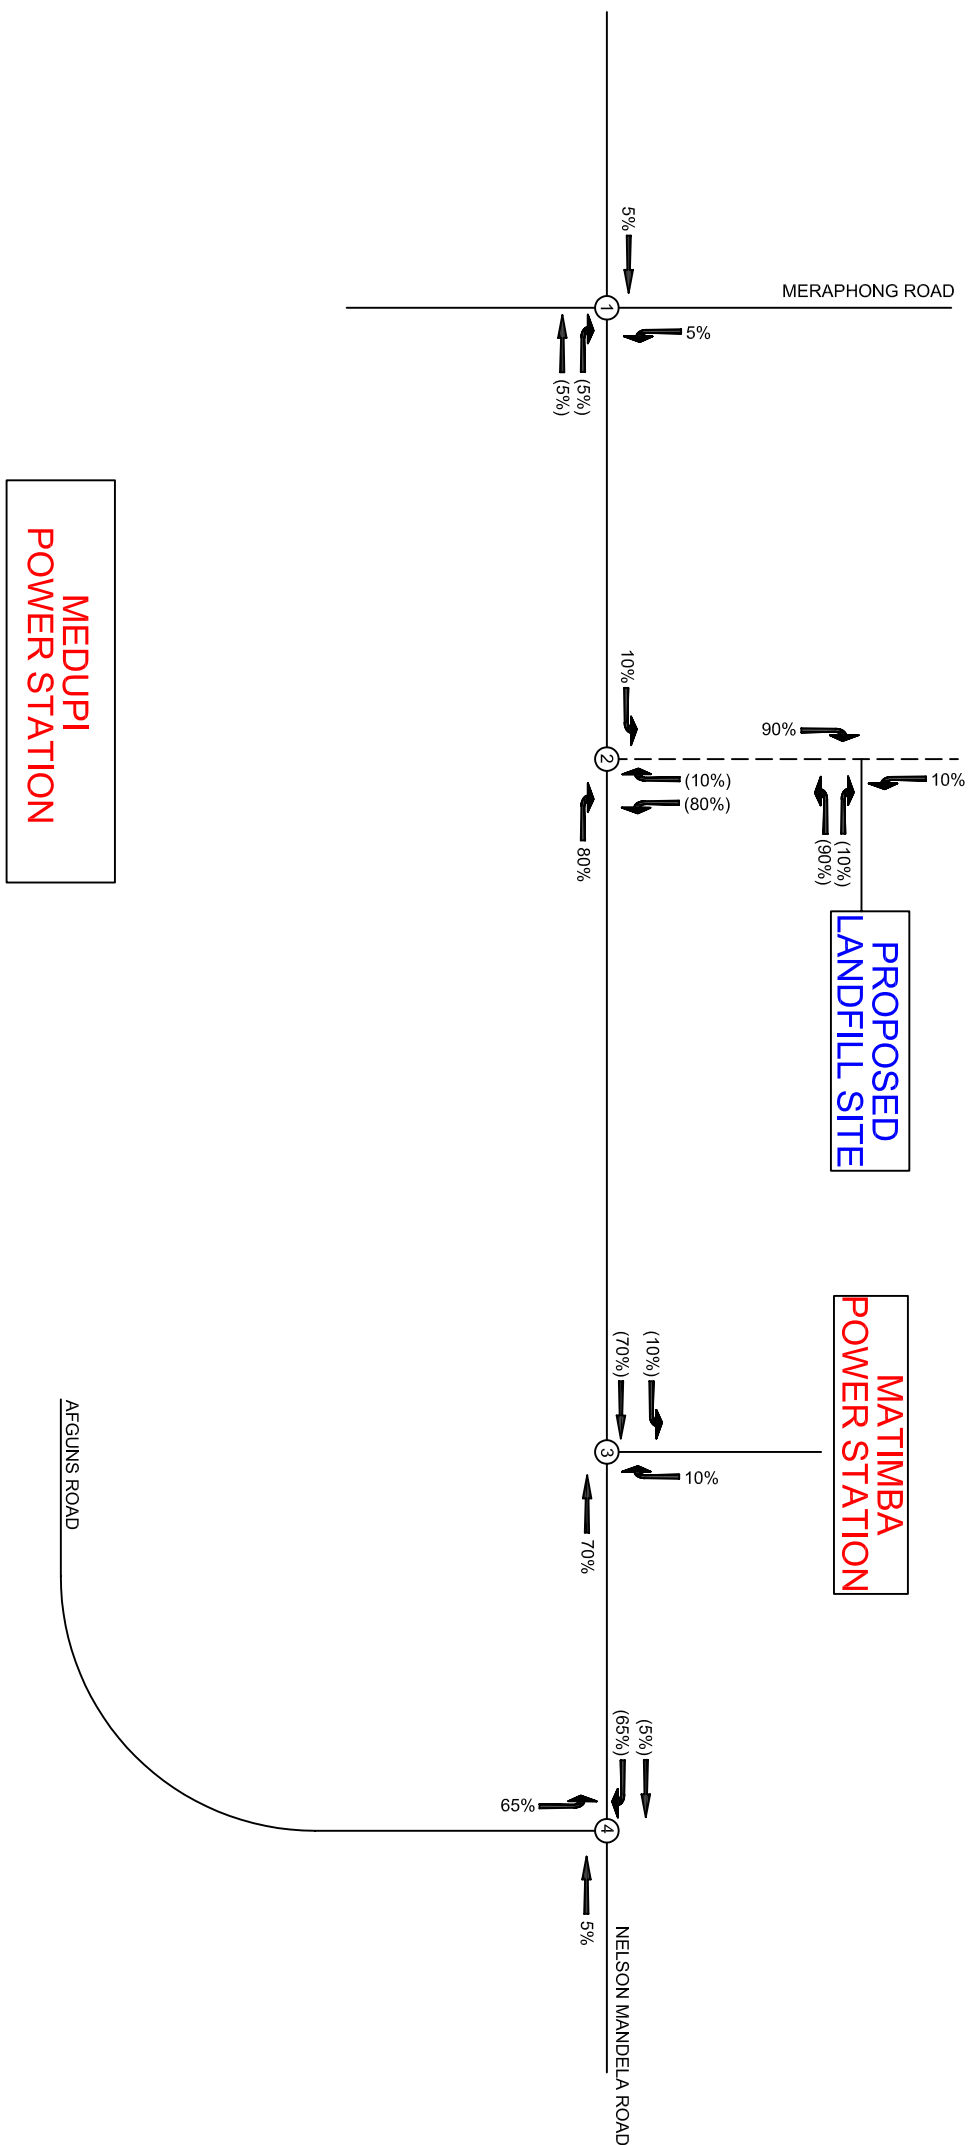 5%
MERAPHONG ROAD
1
5%
(5%)
(5%)
MEDUPI
POWER STATION
10%
90%
2
(10%)
10%
(80%)
80%
(10%)
(90%)
PROPOSED
LANDFILL SITE
MATIMBA
POWER STATION
(10%)
(70%)
3
10%
70%
AFGUNS ROAD
(5%)
(65%)
65%
4
5%
NELSON MANDELA ROAD